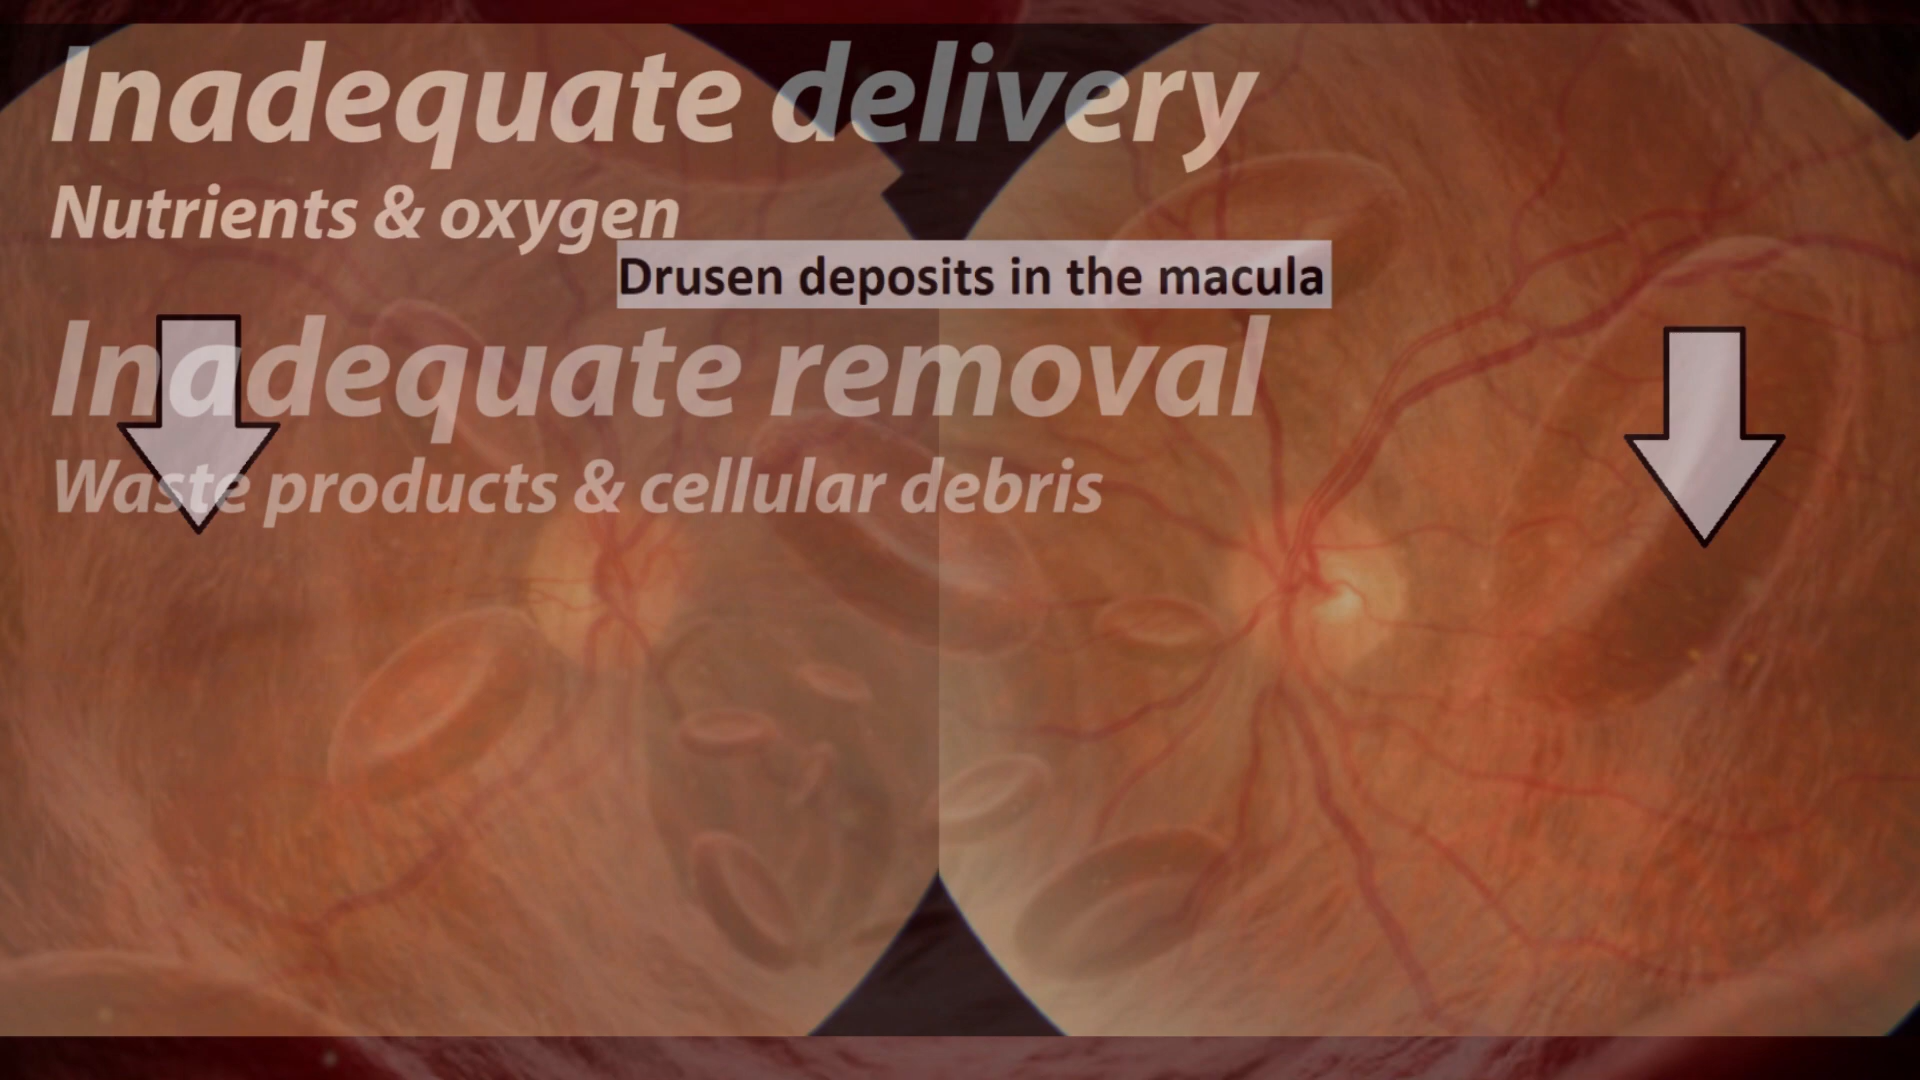 Inadequate delivery
Nutrients & oxygen
Drusen deposits in the macula
Inadequate removal
Waste products & cellular debris